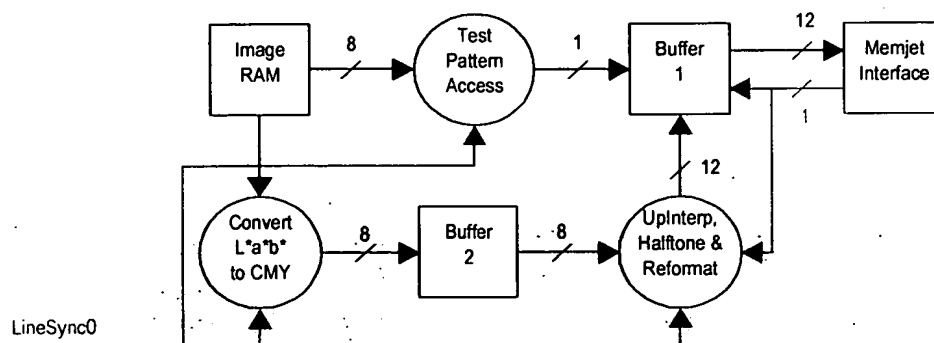 Image
RAM
8
Test
Pattern
Access
1
Buffer
1
12
Memjet
Interface
1
12
Convert
L*a*b*
to CMY
8
Buffer
2
8
UpInterp,
Halftone &
Reformat
LineSync0